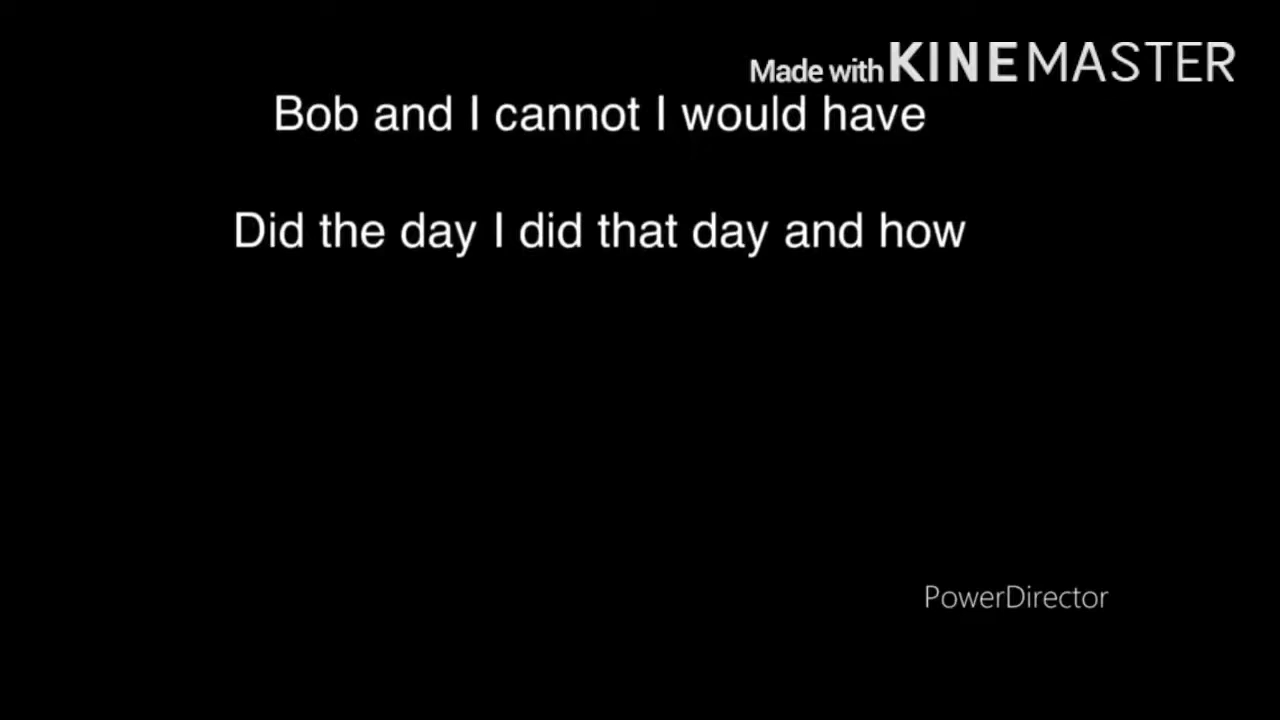 Made with KINEMASTER
Bob and I cannot I would have
Did the day I did that day and how
PowerDirector